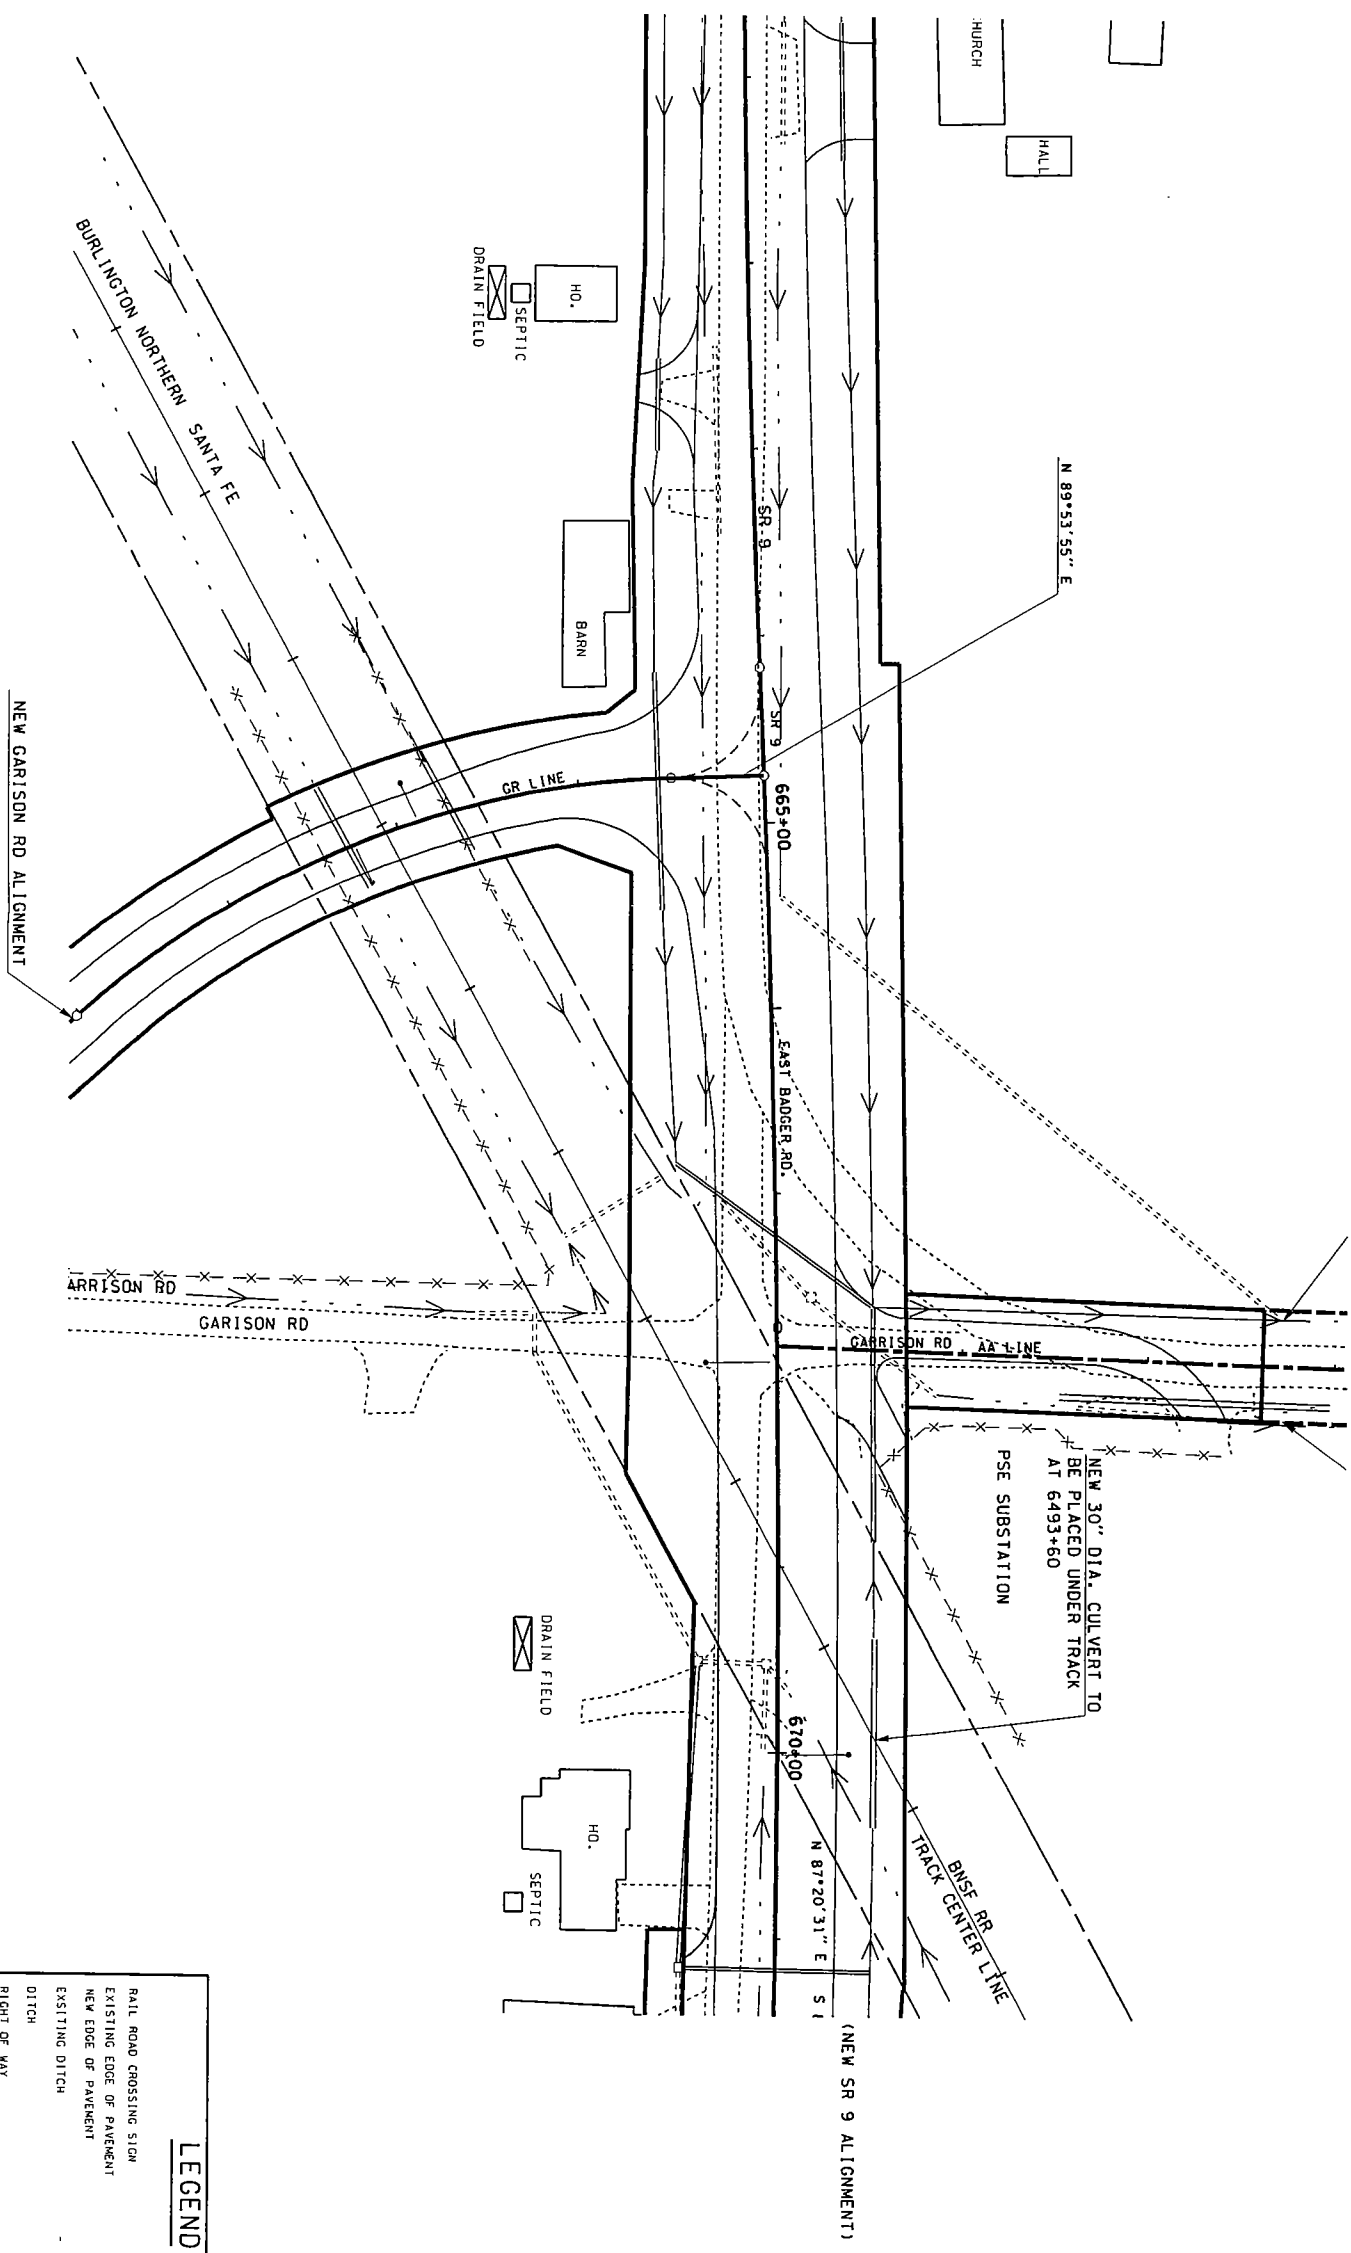 CHURCH
HALL
HO.
SEPTIC
DRAIN FIELD
BURLINGTON NORTHERN SANTA FE
N 89°53'55" E
SR 9
BARN
SR 9
GR LINE
665+00
NEW GARISON RD ALIGNMENT
EAST BADGER RD.
ARRISON RD
GARISON RD
GARRISON RD
AA LINE
NEW 30" DIA. CULVERT TO
BE PLACED UNDER TRACK
AT 6493+60
PSE SUBSTATION
DRAIN FIELD
670+00
HO.
SEPTIC
N 87°20'31" E
BNSF RR
TRACK CENTER LINE
(NEW SR 9 ALIGNMENT)
LEGEND
RAIL ROAD CROSSING SIGN
EXISTING EDGE OF PAVEMENT
NEW EDGE OF PAVEMENT
EXSITING DITCH
DITCH
RIGHT OF WAY